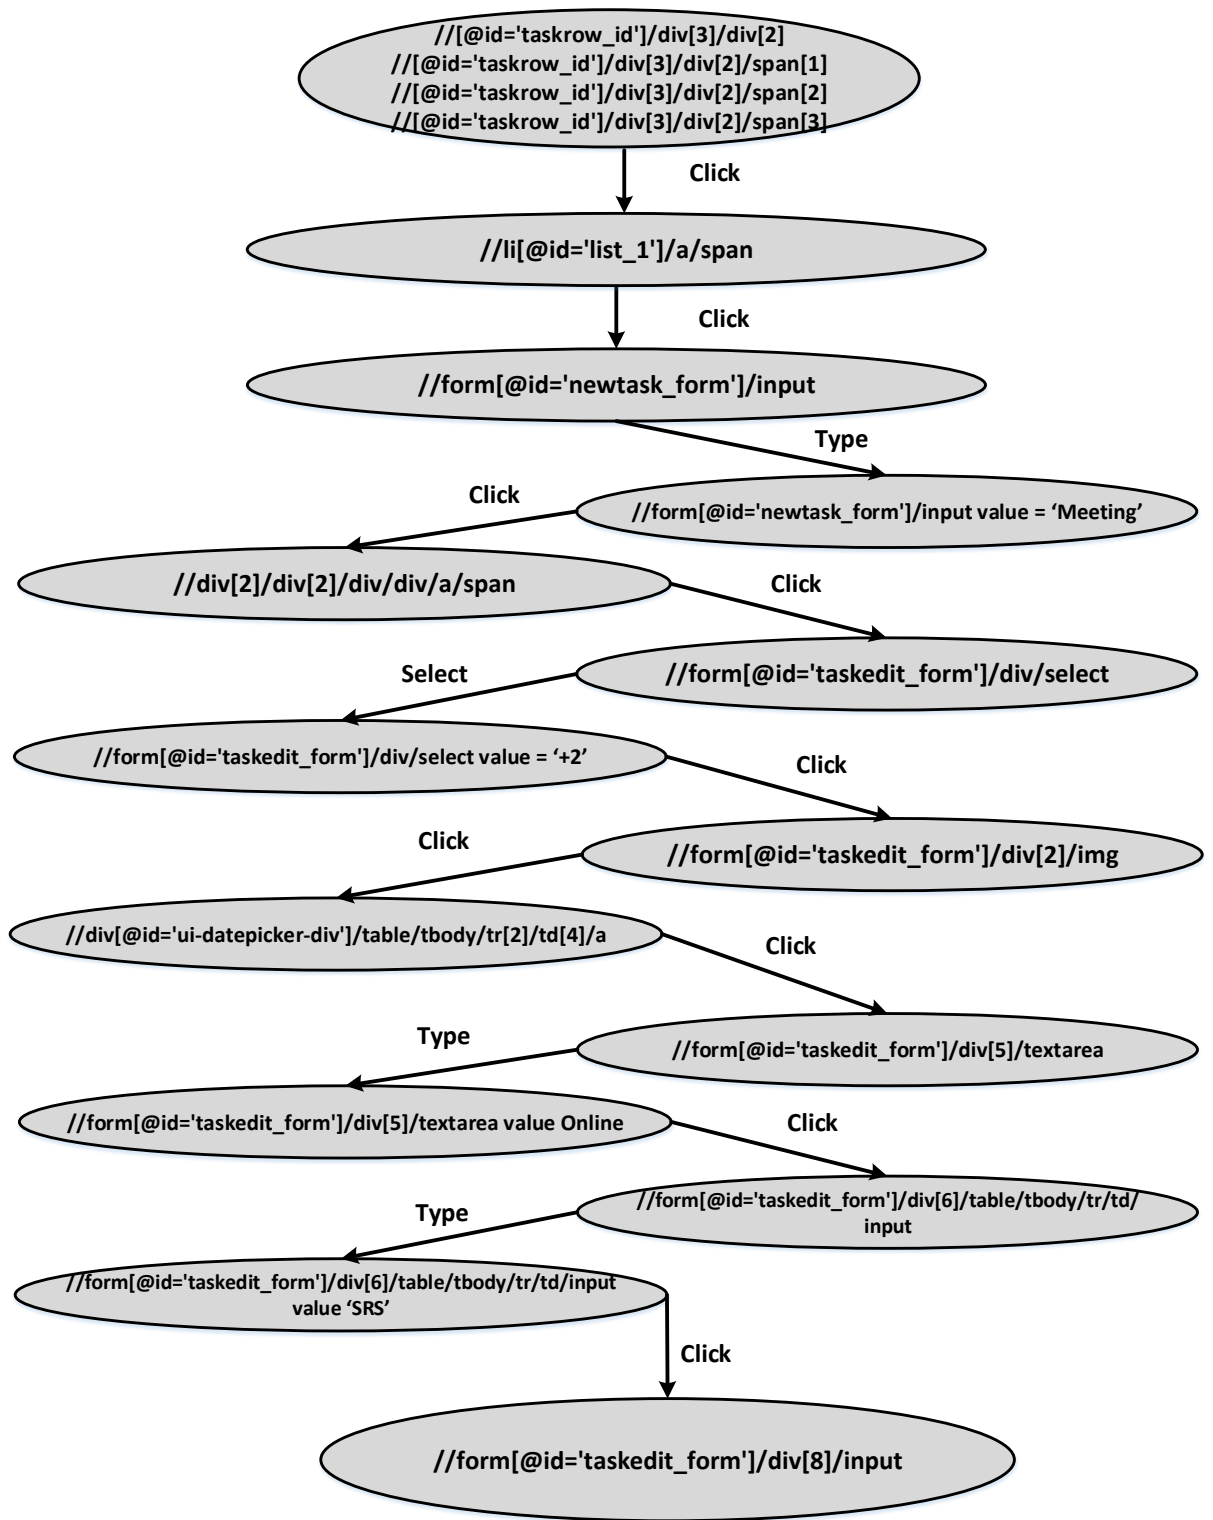 //[@id='taskrow_id']/div[3]/div[2]
//[@id='taskrow_id']/div[3]/div[2]/span[1]
//[@id='taskrow_id']/div[3]/div[2]/span[2]
//[@id='taskrow_id']/div[3]/div[2]/span[3]
Click
//li[@id='list_1']/a/span
Click
//form[@id='newtask_form']/input
Type
//form[@id='newtask_form']/input value = ‘Meeting’
Click
//div[2]/div[2]/div/div/a/span
Click
//form[@id='taskedit_form']/div/select
Select
//form[@id='taskedit_form']/div/select value = ‘+2’
Click
//form[@id='taskedit_form']/div[2]/img
Click
//div[@id='ui-datepicker-div']/table/tbody/tr[2]/td[4]/a
Click
//form[@id='taskedit_form']/div[5]/textarea
Type
//form[@id='taskedit_form']/div[5]/textarea value Online
Click
//form[@id='taskedit_form']/div[6]/table/tbody/tr/td/
input
Type
//form[@id='taskedit_form']/div[6]/table/tbody/tr/td/input
value ‘SRS’
Click
//form[@id='taskedit_form']/div[8]/input